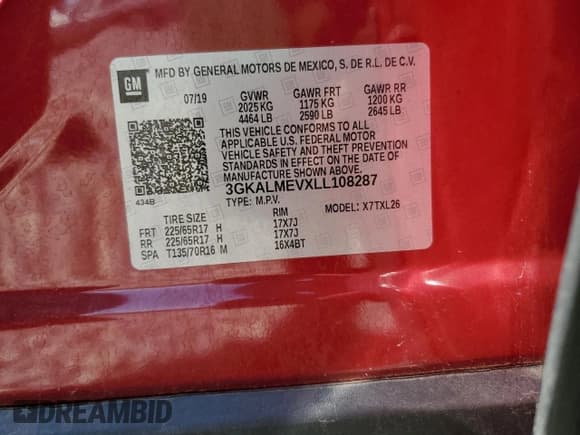 GM
MFD BY GENERAL MOTORS DE MEXICO, S. DE R.L. DE C.V.
07/19 GVWR GAWR FRT GAWR RR
2025 KG 1175 KG 1200 KG
4464 LB 2590 LB 2645 LB
THIS VEHICLE CONFORMS TO ALL
APPLICABLE U.S. FEDERAL MOTOR
VEHICLE SAFETY AND THEFT PREVENTION
STANDARDS IN EFFECT ON THE DATE OF
MANUFACTURE SHOWN ABOVE.
3GKALMEVXLL108287
434B
TYPE: M.P.V. MODEL: X7TXL26
TIRE SIZE RIM
FRT 225/65R17 H 17X7J
RR 225/65R17 H 17X7J
SPA T135/70R16 M 16X4BT
DREAMBID